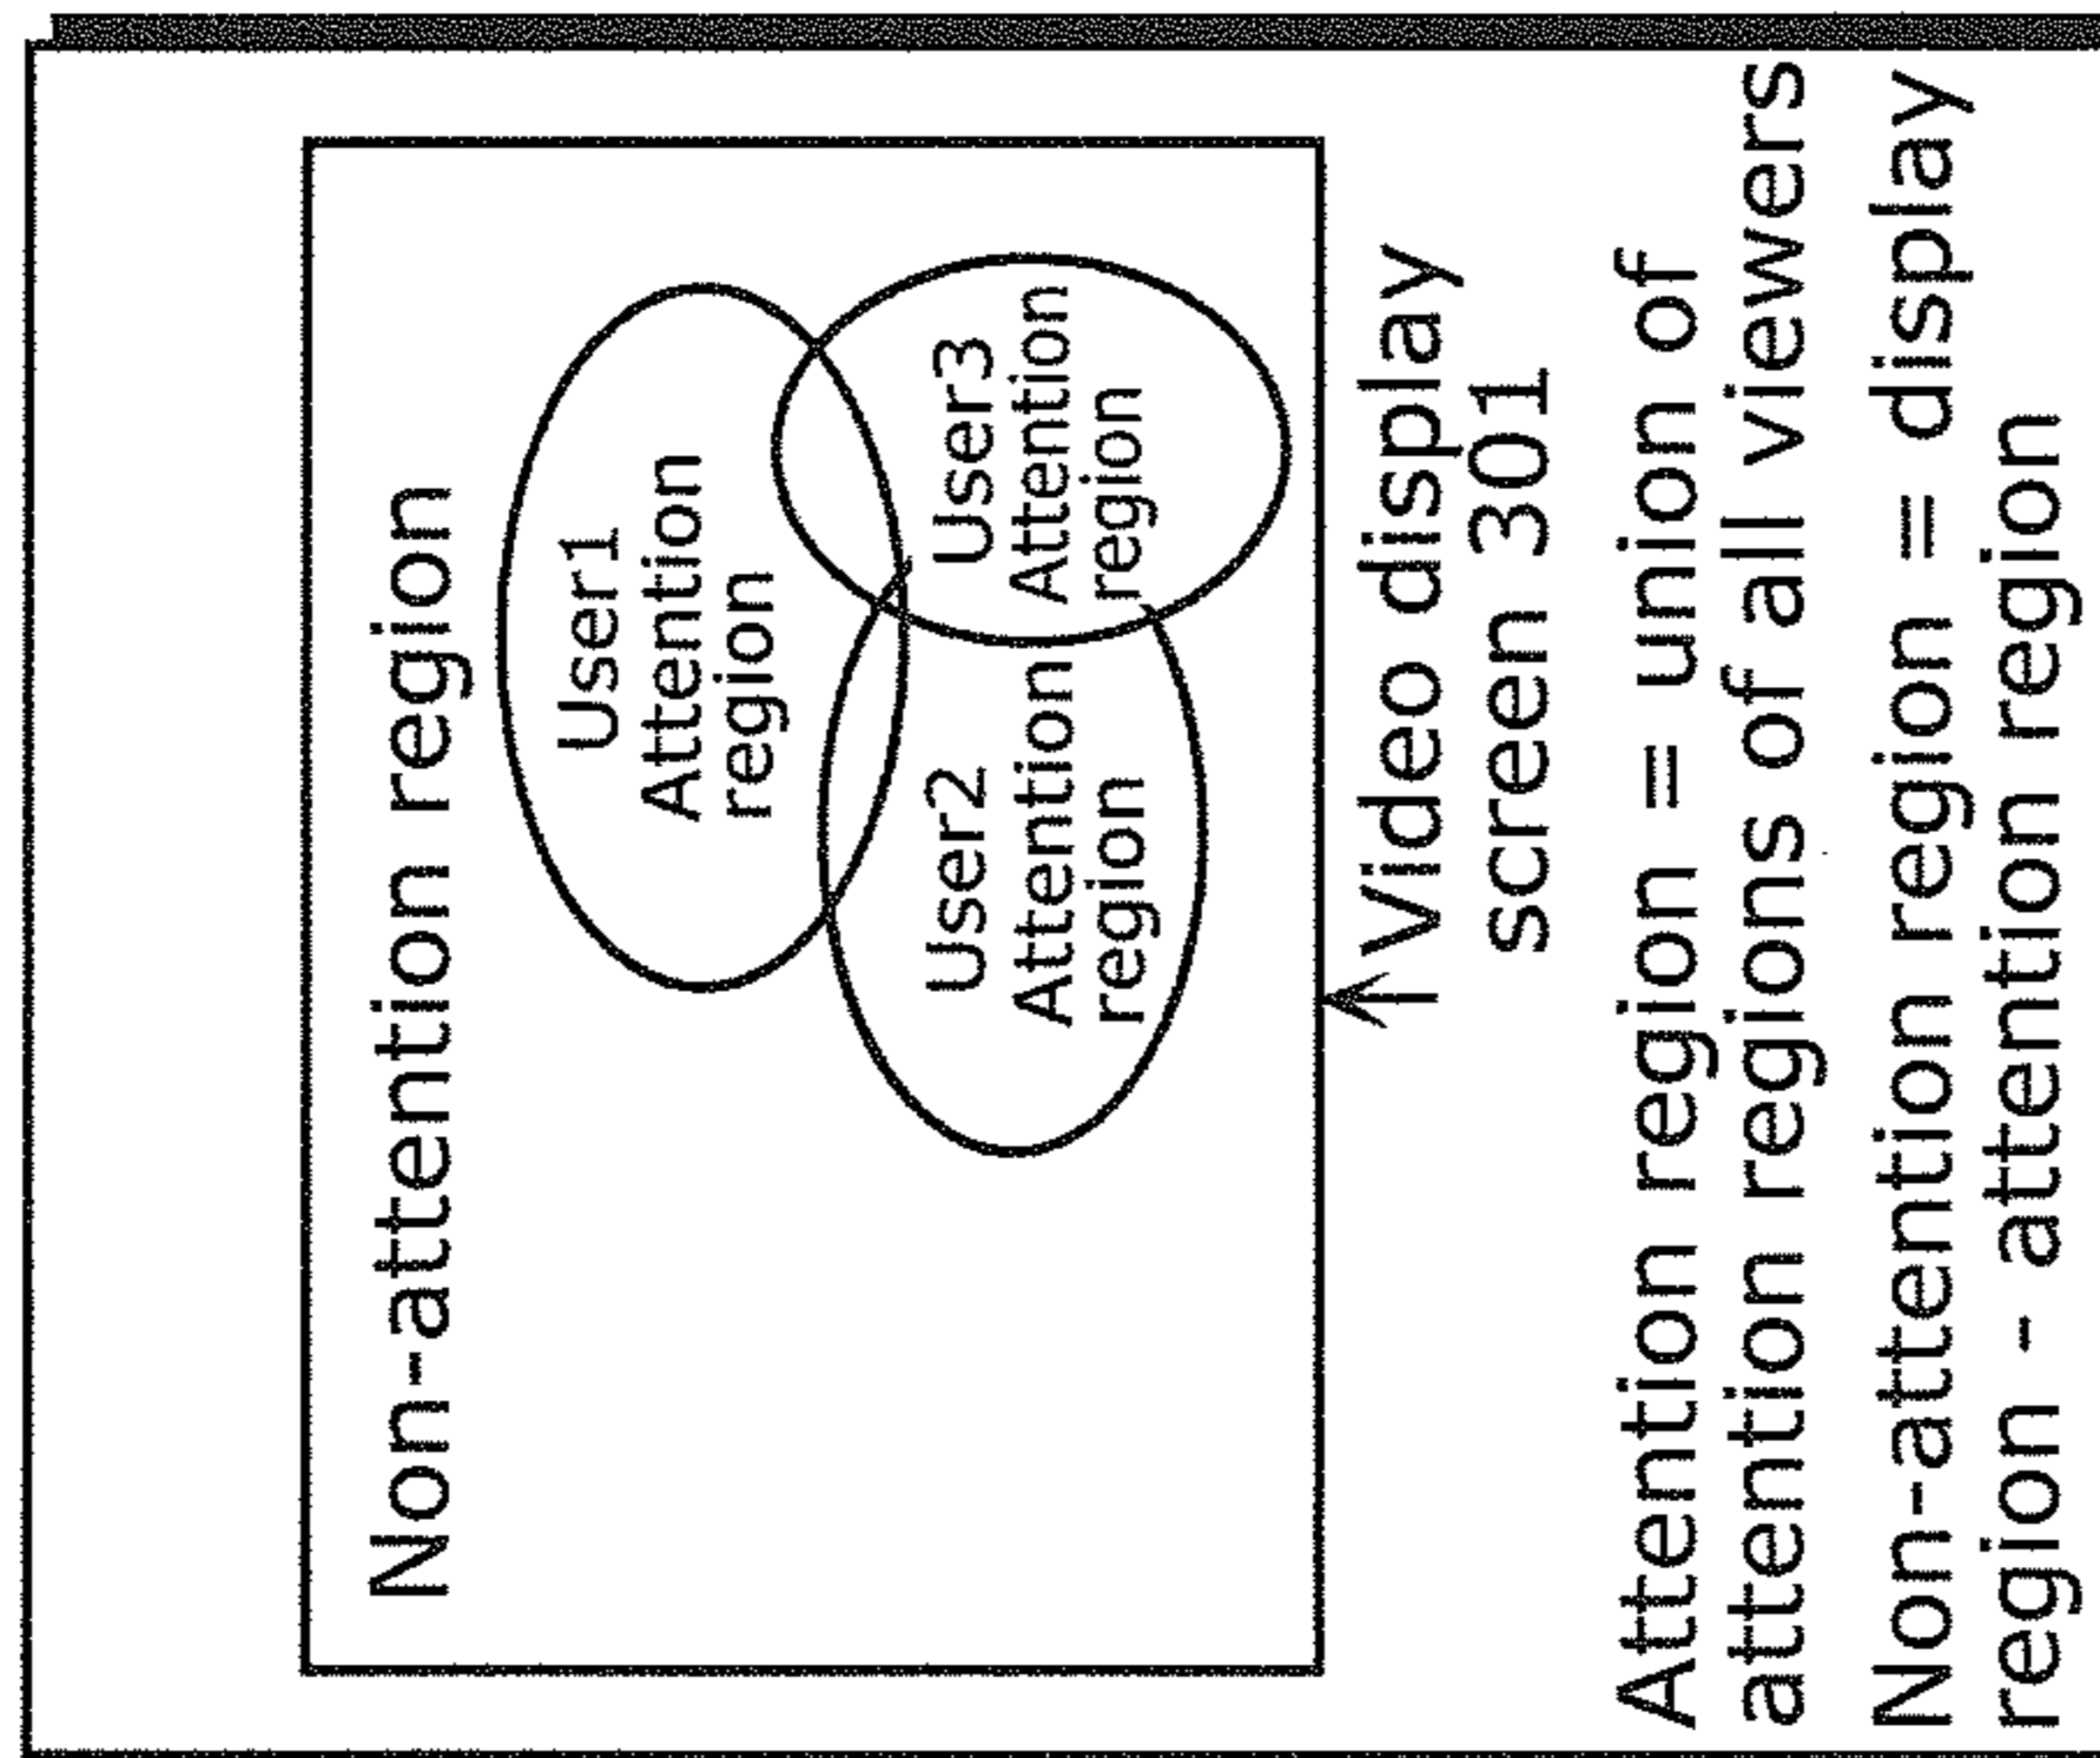 Non-attention region
User1
Attention
region
User2
Attention
region
User3
Attention
region
Video display
screen 301
Attention region = union of
attention regions of all viewers
Non-attention region = display
region - attention region